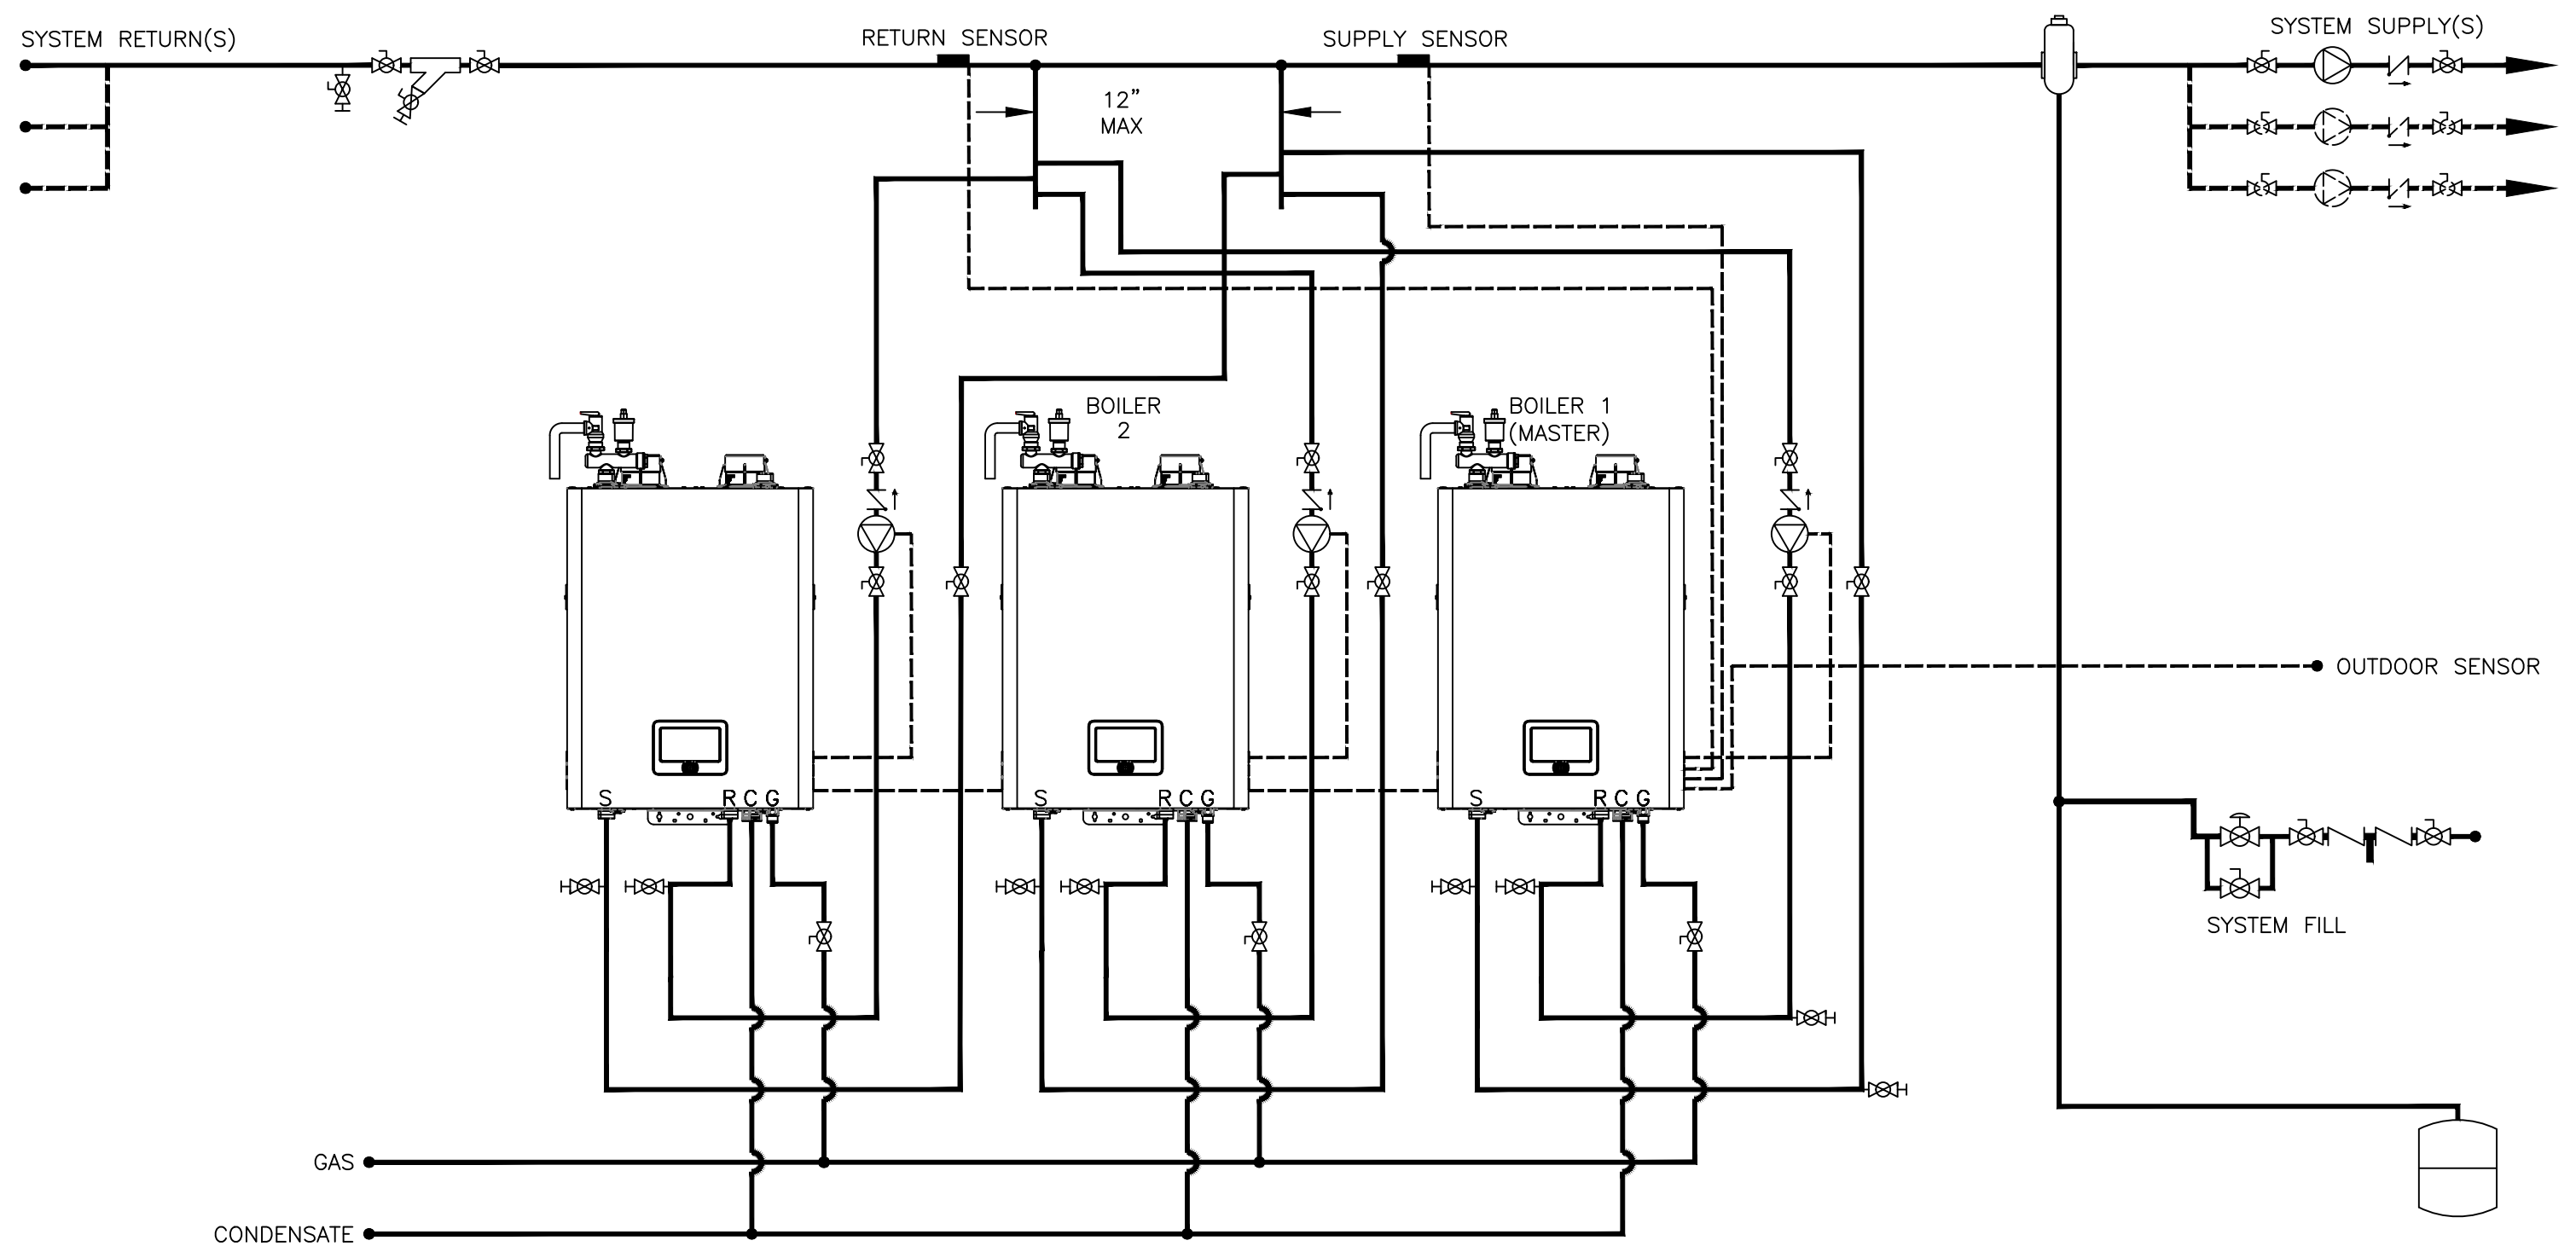 SYSTEM RETURN(S)
RETURN SENSOR
SUPPLY SENSOR
SYSTEM SUPPLY(S)
12”
MAX
BOILER
2
BOILER 1
(MASTER)
OUTDOOR SENSOR
S R C G
S R C G
S R C G
SYSTEM FILL
GAS
CONDENSATE